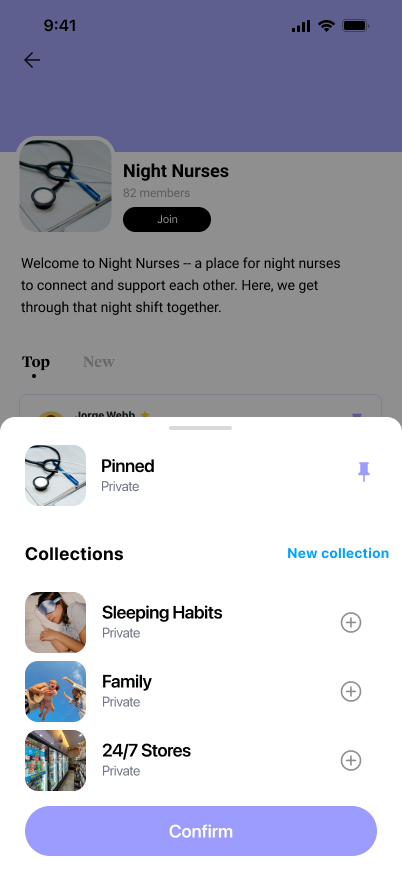 9:41
Night Nurses
82 members
Join
Welcome to Night Nurses -- a place for night nurses
to connect and support each other. Here, we get
through that night shift together.
Top New
Jorge Webb
Pinned
Private
Collections New collection
Sleeping Habits
Private
Family
Private
24/7 Stores
Private
Confirm